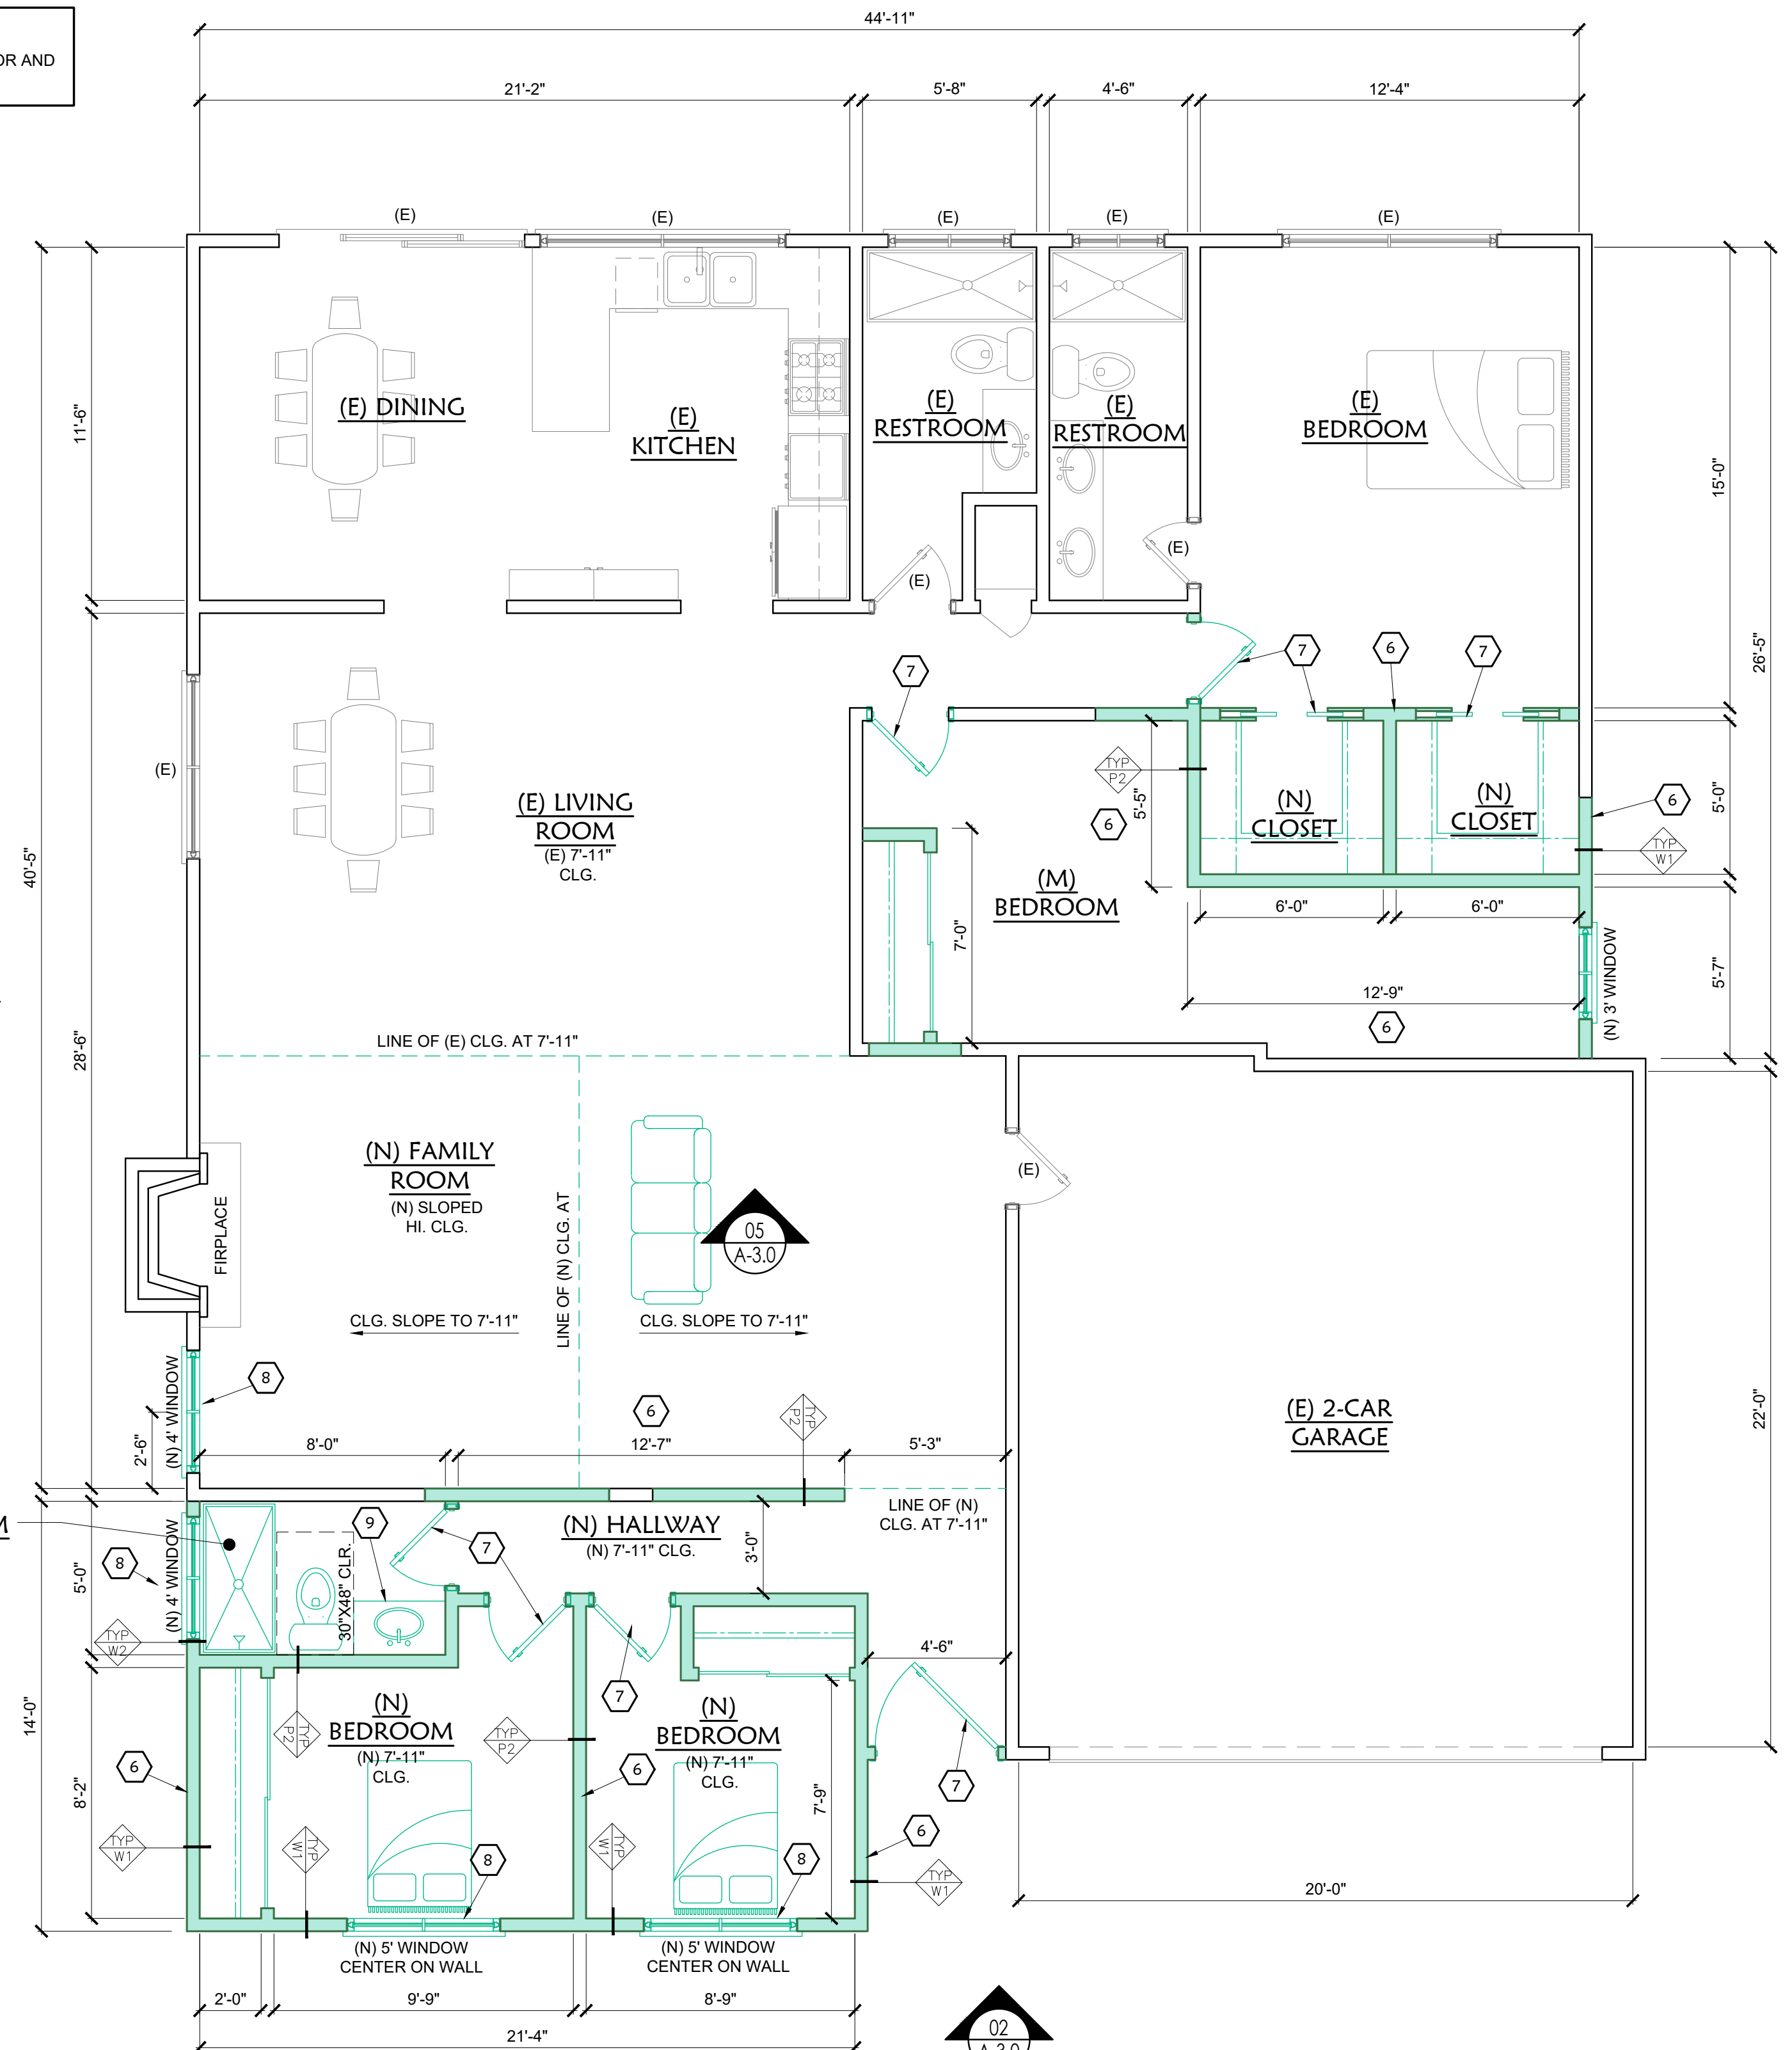 OR AND
44'-11"
21'-2"
5'-8"
4'-6"
12'-4"
(E)
(E)
(E)
(E)
(E)
11'-6"
(E) DINING
(E)
KITCHEN
(E)
RESTROOM
(E)
RESTROOM
(E)
BEDROOM
15'-0"
(E)
(E)
26'-5"
7
7
6
7
(E)
40'-5"
(E) LIVING
ROOM
(E) 7'-11"
CLG.
TYP
P2
6
5'-5"
(N)
CLOSET
(N)
CLOSET
6
5'-0"
TYP
W1
(M)
BEDROOM
7'-0"
6'-0"
6'-0"
12'-9"
6
(N) 3' WINDOW
5'-7"
28'-6"
LINE OF (E) CLG. AT 7'-11"
(N) FAMILY
ROOM
(N) SLOPED
HI. CLG.
FIRPLACE
LINE OF (N) CLG. AT
05
A-3.0
(E)
CLG. SLOPE TO 7'-11"
CLG. SLOPE TO 7'-11"
8
(N) 4' WINDOW
2'-6"
6
TYP
P2
(E) 2-CAR
GARAGE
22'-0"
8'-0"
12'-7"
5'-3"
M
9
7
(N) HALLWAY
(N) 7'-11" CLG.
3'-0"
LINE OF (N)
CLG. AT 7'-11"
8
(N) 4' WINDOW
5'-0"
30"X48" CLR.
TYP
W2
4'-6"
14'-0"
8'-2"
6
TYP
P2
(N)
BEDROOM
(N) 7'-11"
CLG.
TYP
P2
7
(N)
BEDROOM
(N) 7'-11"
CLG.
6
7'-9"
7
6
TYP
W1
TYP
W1
8
TYP
W1
8
TYP
W1
20'-0"
(N) 5' WINDOW
CENTER ON WALL
(N) 5' WINDOW
CENTER ON WALL
2'-0"
9'-9"
8'-9"
21'-4"
02
A-3.0